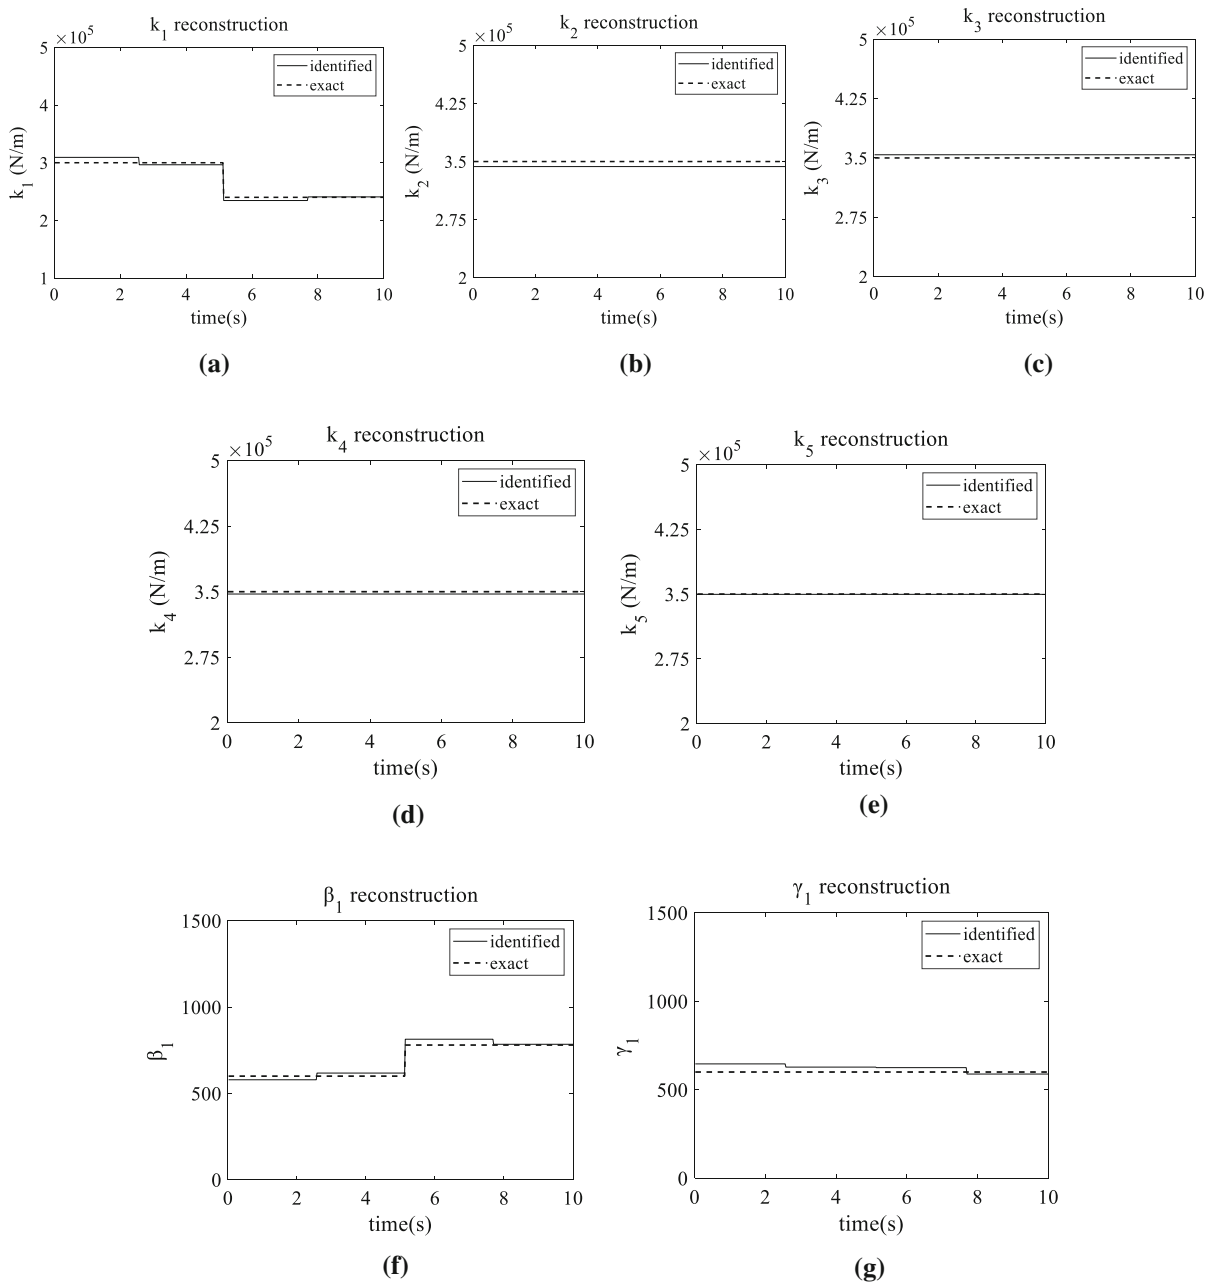 k1 reconstruction
×10^5
5
4
3
2
1
k1 (N/m)
identified
exact
0 2 4 6 8 10
time(s)
(a)
k2 reconstruction
×10^5
5
4.25
3.5
2.75
2
k2 (N/m)
identified
exact
0 2 4 6 8 10
time(s)
(b)
k3 reconstruction
×10^5
5
4.25
3.5
2.75
2
k3 (N/m)
identified
exact
0 2 4 6 8 10
time(s)
(c)
k4 reconstruction
×10^5
5
4.25
3.5
2.75
2
k4 (N/m)
identified
exact
0 2 4 6 8 10
time(s)
(d)
k5 reconstruction
×10^5
5
4.25
3.5
2.75
2
k5 (N/m)
identified
exact
0 2 4 6 8 10
time(s)
(e)
β1 reconstruction
1500
1000
500
0
β1
identified
exact
0 2 4 6 8 10
time(s)
(f)
γ1 reconstruction
1500
1000
500
0
γ1
identified
exact
0 2 4 6 8 10
time(s)
(g)